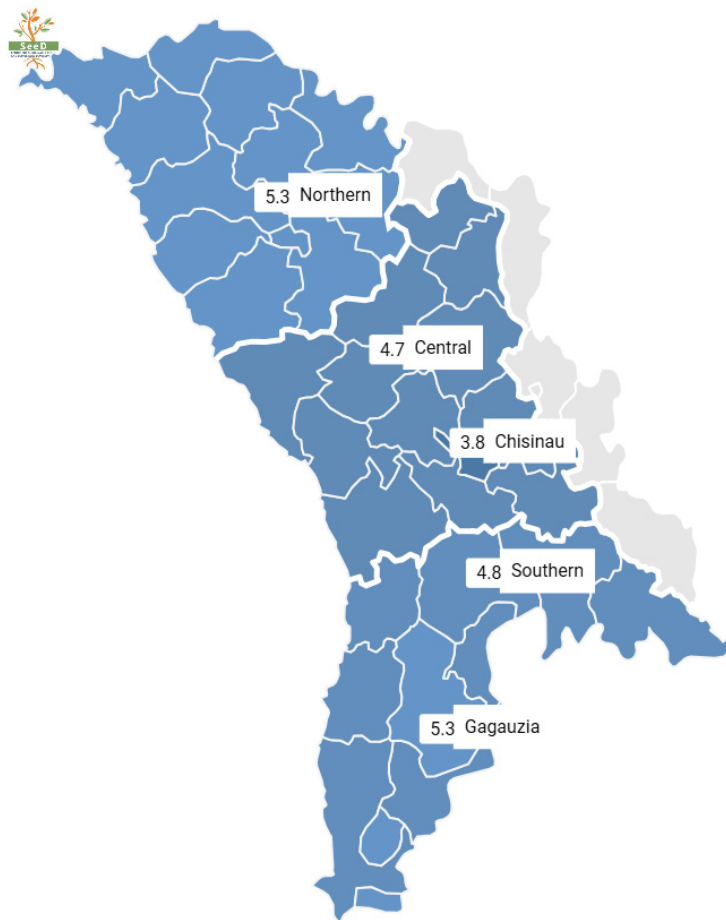 SeeD
5.3 Northern
4.7 Central
3.8 Chisinau
4.8 Southern
5.3 Gagauzia